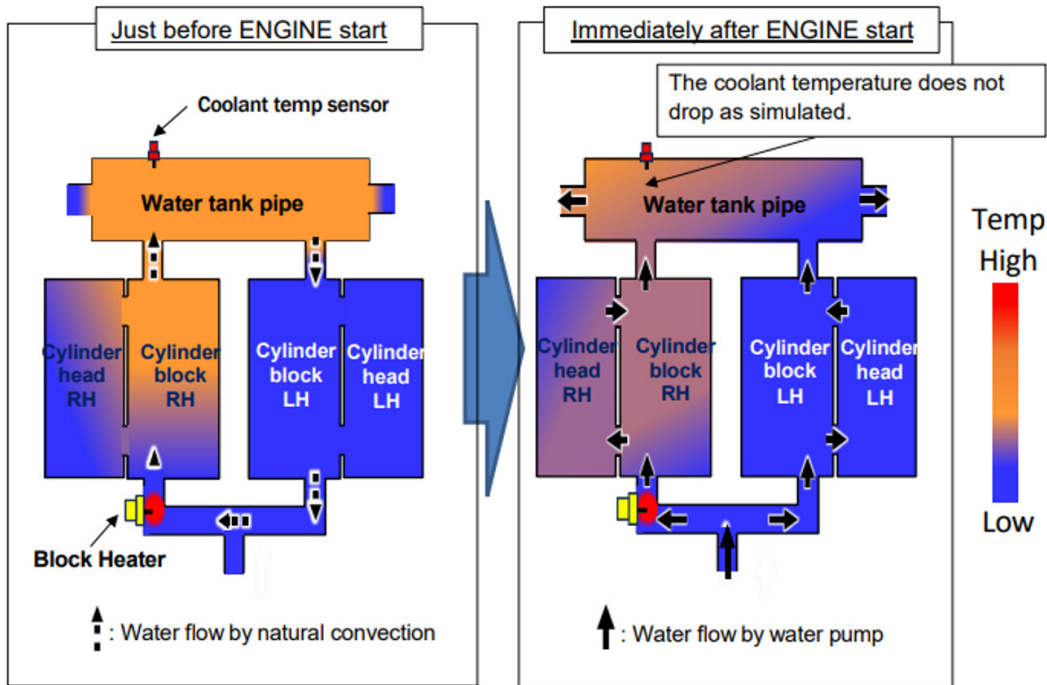 Just before ENGINE start
Coolant temp sensor
Water tank pipe
Cylinder
head
RH
Cylinder
block
RH
Cylinder
block
LH
Cylinder
head
LH
Block Heater
: Water flow by natural convection
Immediately after ENGINE start
The coolant temperature does not
drop as simulated.
Water tank pipe
Cylinder
head
RH
Cylinder
block
RH
Cylinder
block
LH
Cylinder
head
LH
: Water flow by water pump
Temp
High
Low